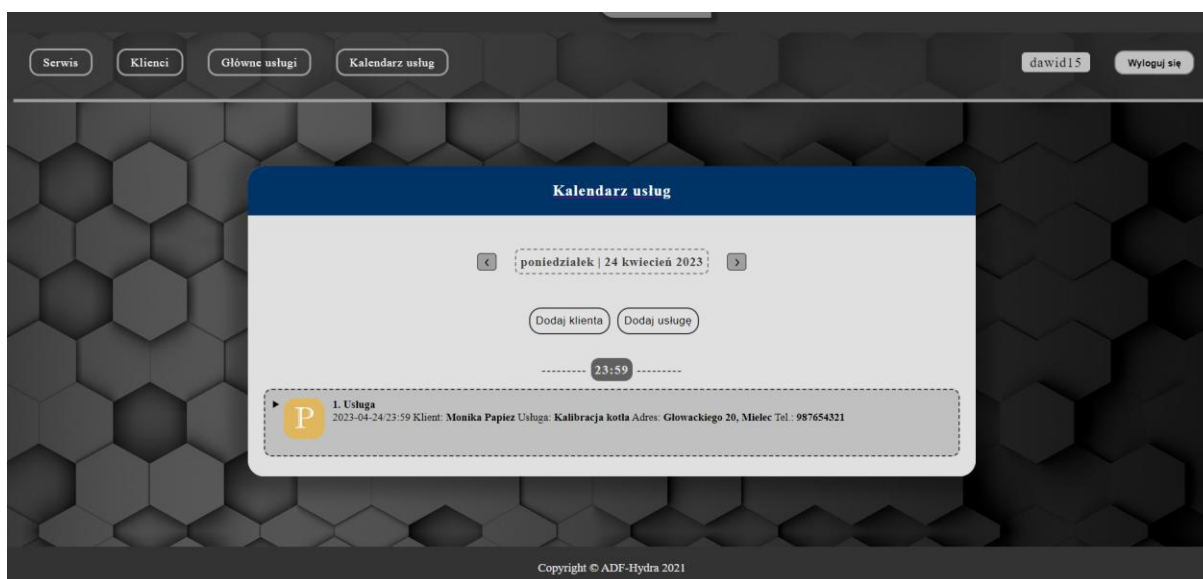 Serwis Klienci Główne usługi Kalendarz usług dawid15 Wyloguj się
Kalendarz usług
< poniedziałek | 24 kwiecień 2023 >
Dodaj klienta Dodaj usługę
--------- 23:59 ---------
P
1. Usługa
2023-04-24/23:59 Klient: Monika Papiez Usługa: Kalibracja kotła Adres: Głowackiego 20, Mielec Tel.: 987654321
Copyright © ADF-Hydra 2021